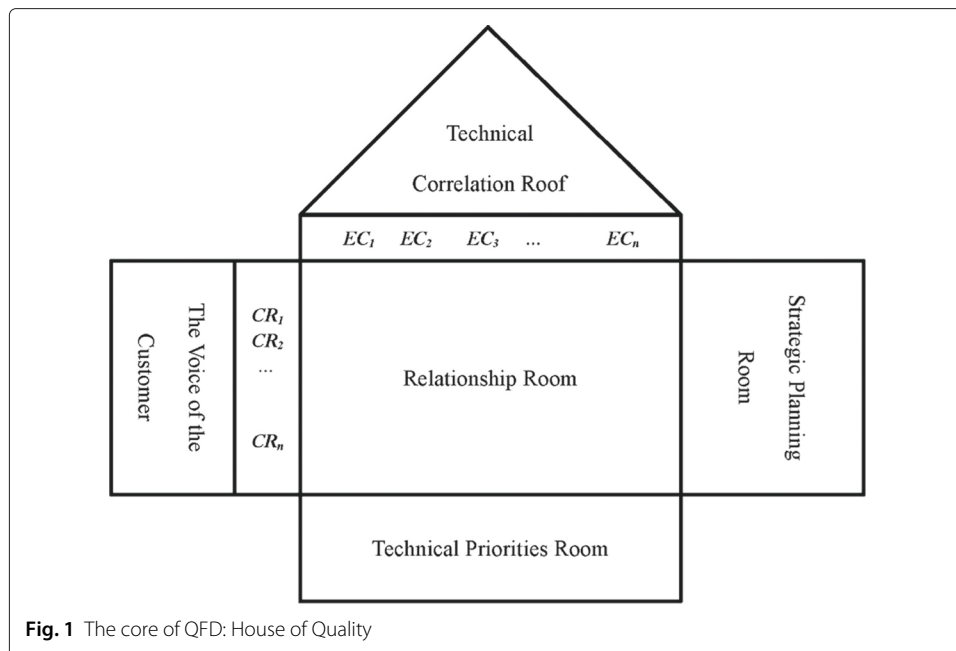 Technical
Correlation Roof
EC₁ EC₂ EC₃ ... ECₙ
The Voice of the
Customer
CR₁
CR₂
...
CRₙ
Relationship Room
Strategic Planning
Room
Technical Priorities Room
Fig. 1 The core of QFD: House of Quality